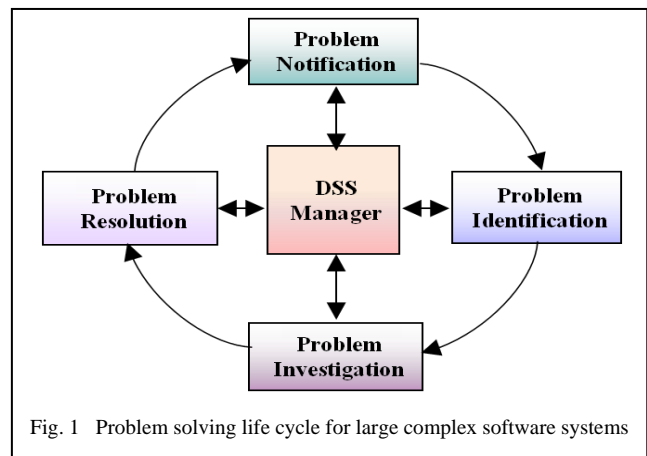 Problem
Notification
Problem
Resolution
DSS
Manager
Problem
Identification
Problem
Investigation
Fig. 1 Problem solving life cycle for large complex software systems